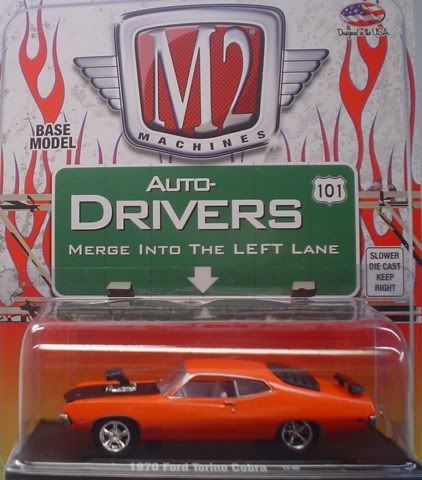 Designed in the U.S.A.
M2
MACHINES
BASE
MODEL
AUTO-
DRIVERS
101
MERGE INTO THE LEFT LANE
SLOWER
DIE CAST
KEEP
RIGHT
1970 Ford Torino Cobra